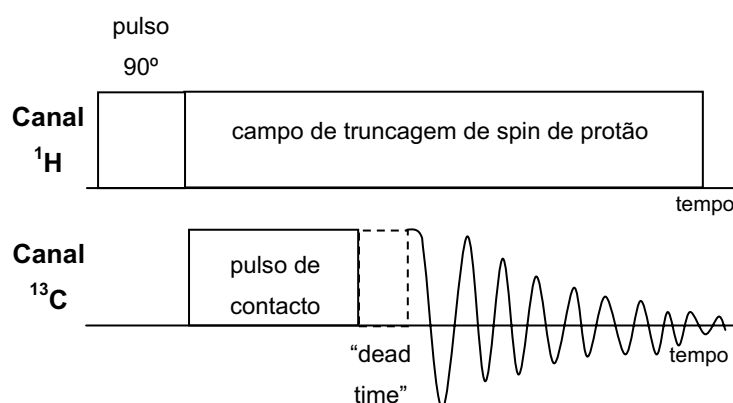 pulso
90º
Canal
¹H
campo de truncagem de spin de protão
tempo
Canal
¹³C
pulso de
contacto
“dead
time”
tempo